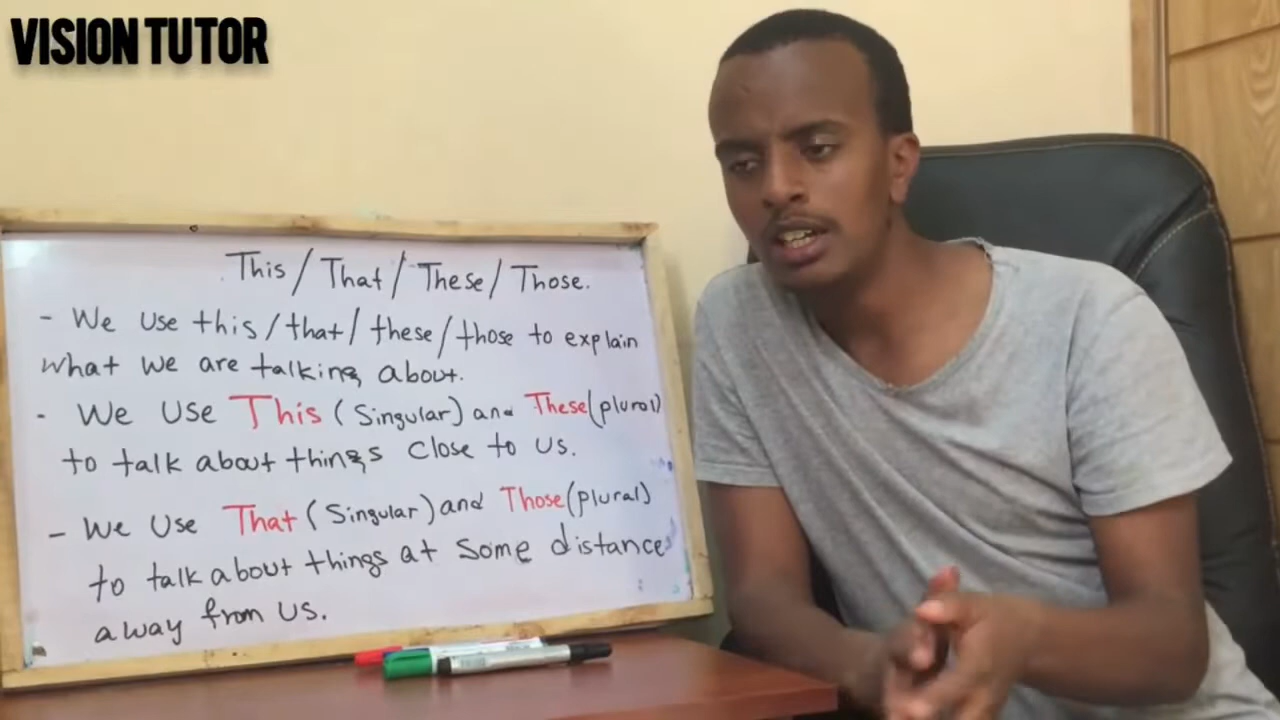 VISION TUTOR
This / That / These / Those.
- We use this / that / these / those to explain
what we are talking about.
- We Use This (Singular) and These (plural)
to talk about things close to us.
- We Use That (Singular) and Those (plural)
to talk about things at some distance
away from us.